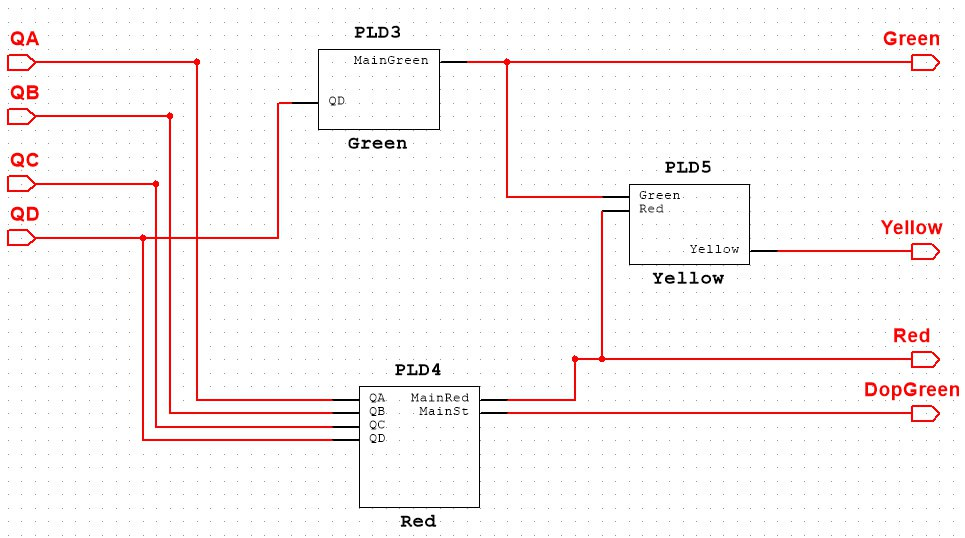 QA
QB
QC
QD
PLD3
MainGreen
QD
Green
Green
PLD5
Green
Red
Yellow
Yellow
Yellow
Red
DopGreen
PLD4
QA MainRed
QB MainSt
QC
QD
Red